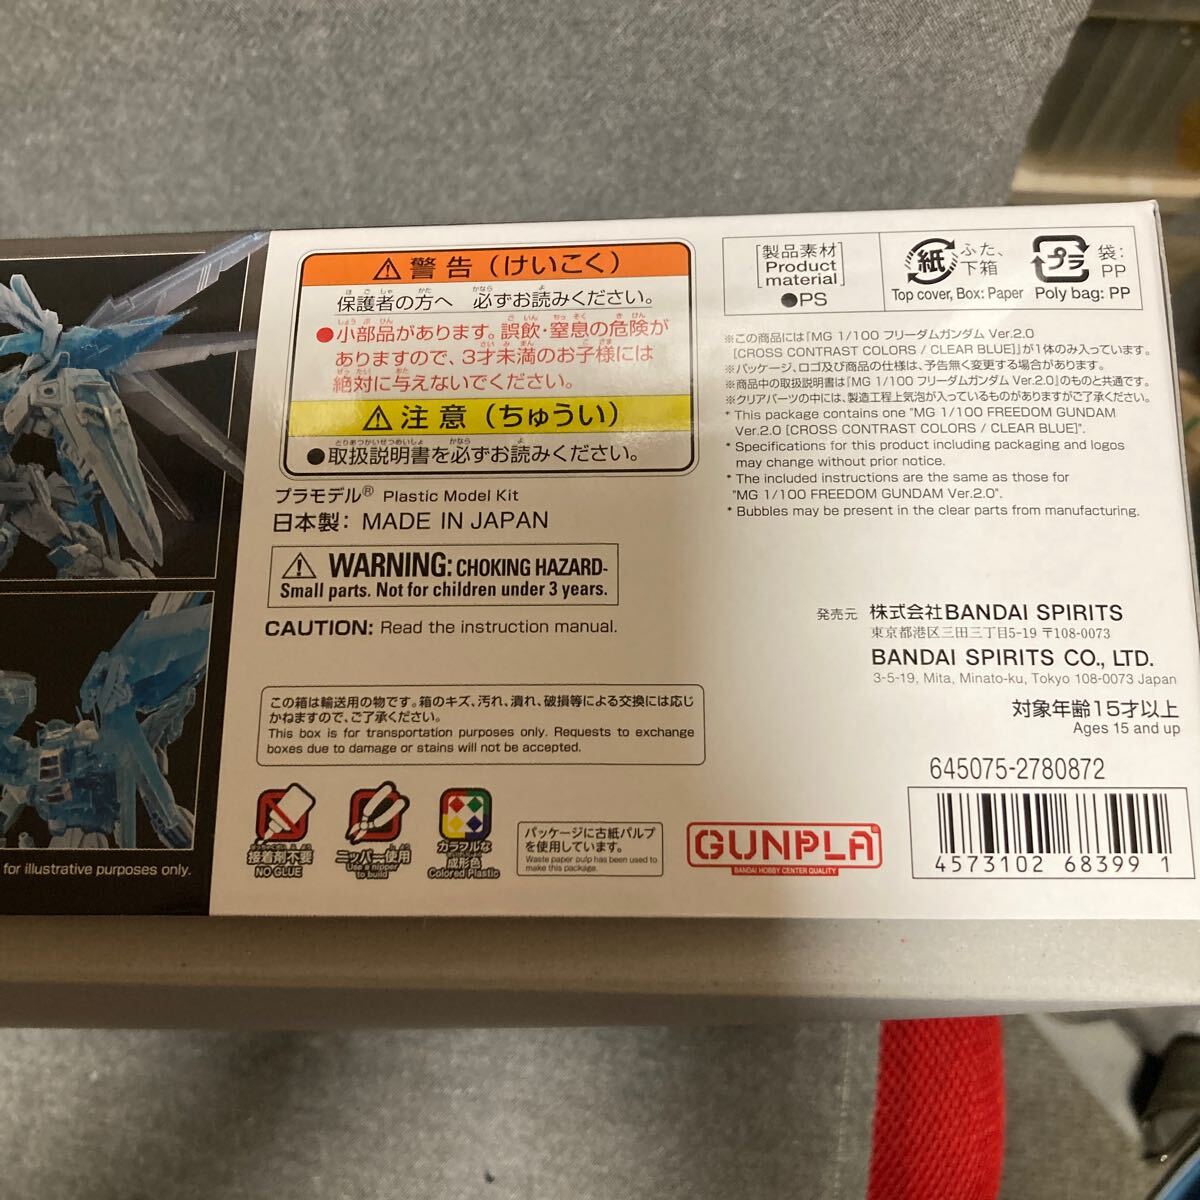 警告（けいこく）
保護者の方へ 必ずお読みください。
●小部品があります。誤飲・窒息の危険が
ありますので、3才未満のお子様には
絶対に与えないでください。
注意（ちゅうい）
●取扱説明書を必ずお読みください。
プラモデル® Plastic Model Kit
日本製： MADE IN JAPAN
WARNING: CHOKING HAZARD-
Small parts. Not for children under 3 years.
CAUTION: Read the instruction manual.
この箱は輸送用の物です。箱のキズ、汚れ、潰れ、破損等による交換には応じ
かねますので、ご了承ください。
This box is for transportation purposes only. Requests to exchange
boxes due to damage or stains will not be accepted.
接着剤不要
NO GLUE
ニッパー使用
Use a nipper
to build
カラフルな
成形色
Colored Plastic
パッケージに古紙パルプ
を使用しています。
Waste paper pulp has been used to
make this package.
GUNPLA
BANDAI HOBBY CENTER QUALITY
for illustrative purposes only.
[製品素材]
[Product material]
●PS
紙
ふた、
下箱
Top cover, Box: Paper
プラ
袋:
PP
Poly bag: PP
※この商品には『MG 1/100 フリーダムガンダム Ver.2.0
[CROSS CONTRAST COLORS / CLEAR BLUE]』が1体のみ入っています。
※パッケージ、ロゴ及び商品の仕様は、予告無く変更する場合があります。
※商品中の取扱説明書は『MG 1/100 フリーダムガンダム Ver.2.0』のものと共通です。
※クリアパーツの中には、製造工程上気泡が入っているものがありますがご了承ください。
* This package contains one "MG 1/100 FREEDOM GUNDAM
Ver.2.0 [CROSS CONTRAST COLORS / CLEAR BLUE]".
* Specifications for this product including packaging and logos
may change without prior notice.
* The included instructions are the same as those for
"MG 1/100 FREEDOM GUNDAM Ver.2.0".
* Bubbles may be present in the clear parts from manufacturing.
発売元 株式会社BANDAI SPIRITS
東京都港区三田三丁目5-19 〒108-0073
BANDAI SPIRITS CO., LTD.
3-5-19, Mita, Minato-ku, Tokyo 108-0073 Japan
対象年齢15才以上
Ages 15 and up
645075-2780872
4573102 68399 1